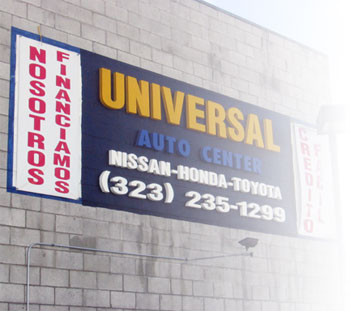 NOSOTROS
FINANCIAMOS
UNIVERSAL
AUTO CENTER
NISSAN-HONDA-TOYOTA
(323) 235-1299
CREDITO
FACIL